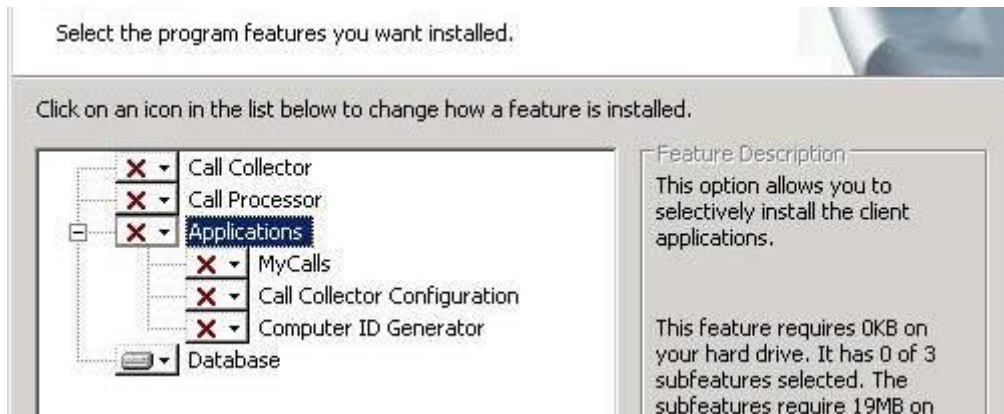 Select the program features you want installed.
Click on an icon in the list below to change how a feature is installed.
Call Collector
Call Processor
Applications
MyCalls
Call Collector Configuration
Computer ID Generator
Database
Feature Description
This option allows you to
selectively install the client
applications.
This feature requires 0KB on
your hard drive. It has 0 of 3
subfeatures selected. The
subfeatures require 19MB on